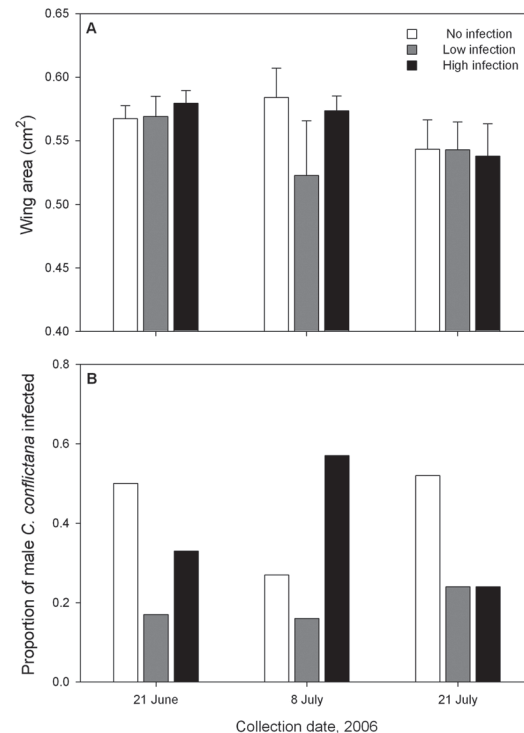 A
No infection
Low infection
High infection
0.65
0.60
0.55
0.50
0.45
0.40
Wing area (cm²)
B
0.8
0.6
0.4
0.2
0.0
Proportion of male C. conflictana infected
21 June
8 July
21 July
Collection date, 2006